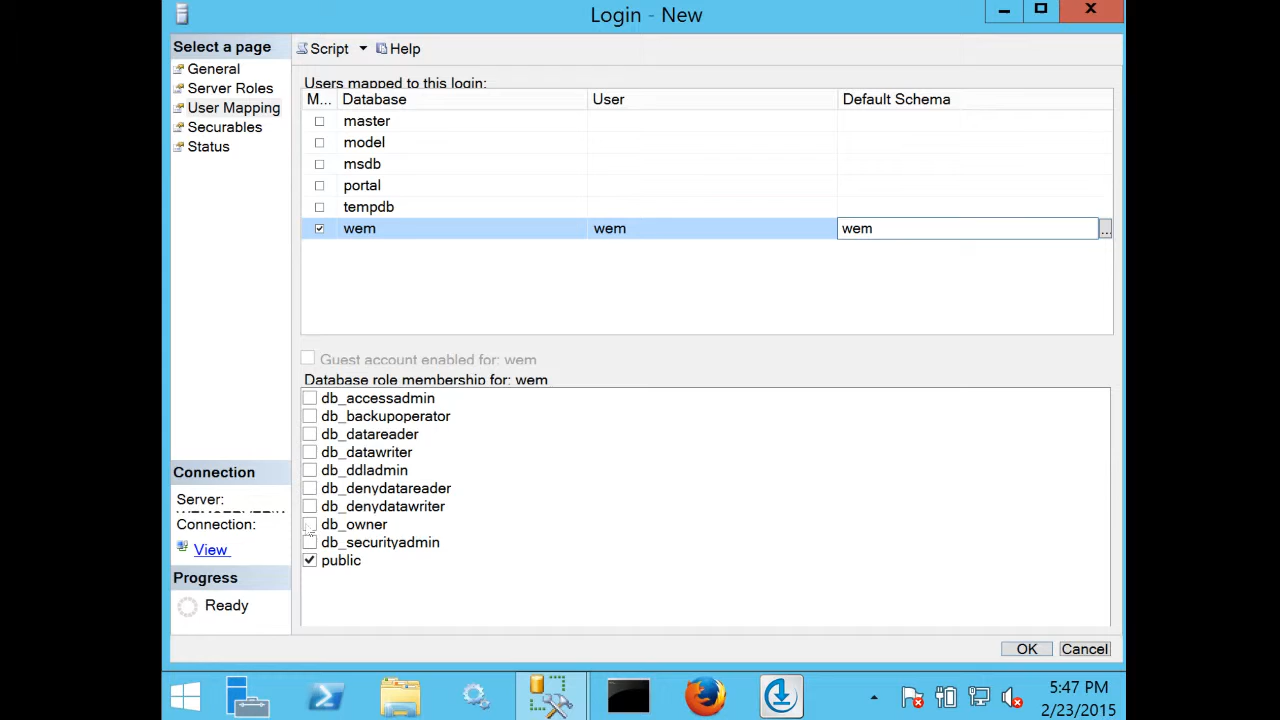 Login - New
Select a page
General
Server Roles
User Mapping
Securables
Status
Script
Help
Users mapped to this login:
M... Database User Default Schema
master
model
msdb
portal
tempdb
wem wem wem ...
Guest account enabled for: wem
Database role membership for: wem
db_accessadmin
db_backupoperator
db_datareader
db_datawriter
db_ddladmin
db_denydatareader
db_denydatawriter
db_owner
db_securityadmin
public
Connection
Server:
Connection:
View
Progress
Ready
OK Cancel
5:47 PM
2/23/2015